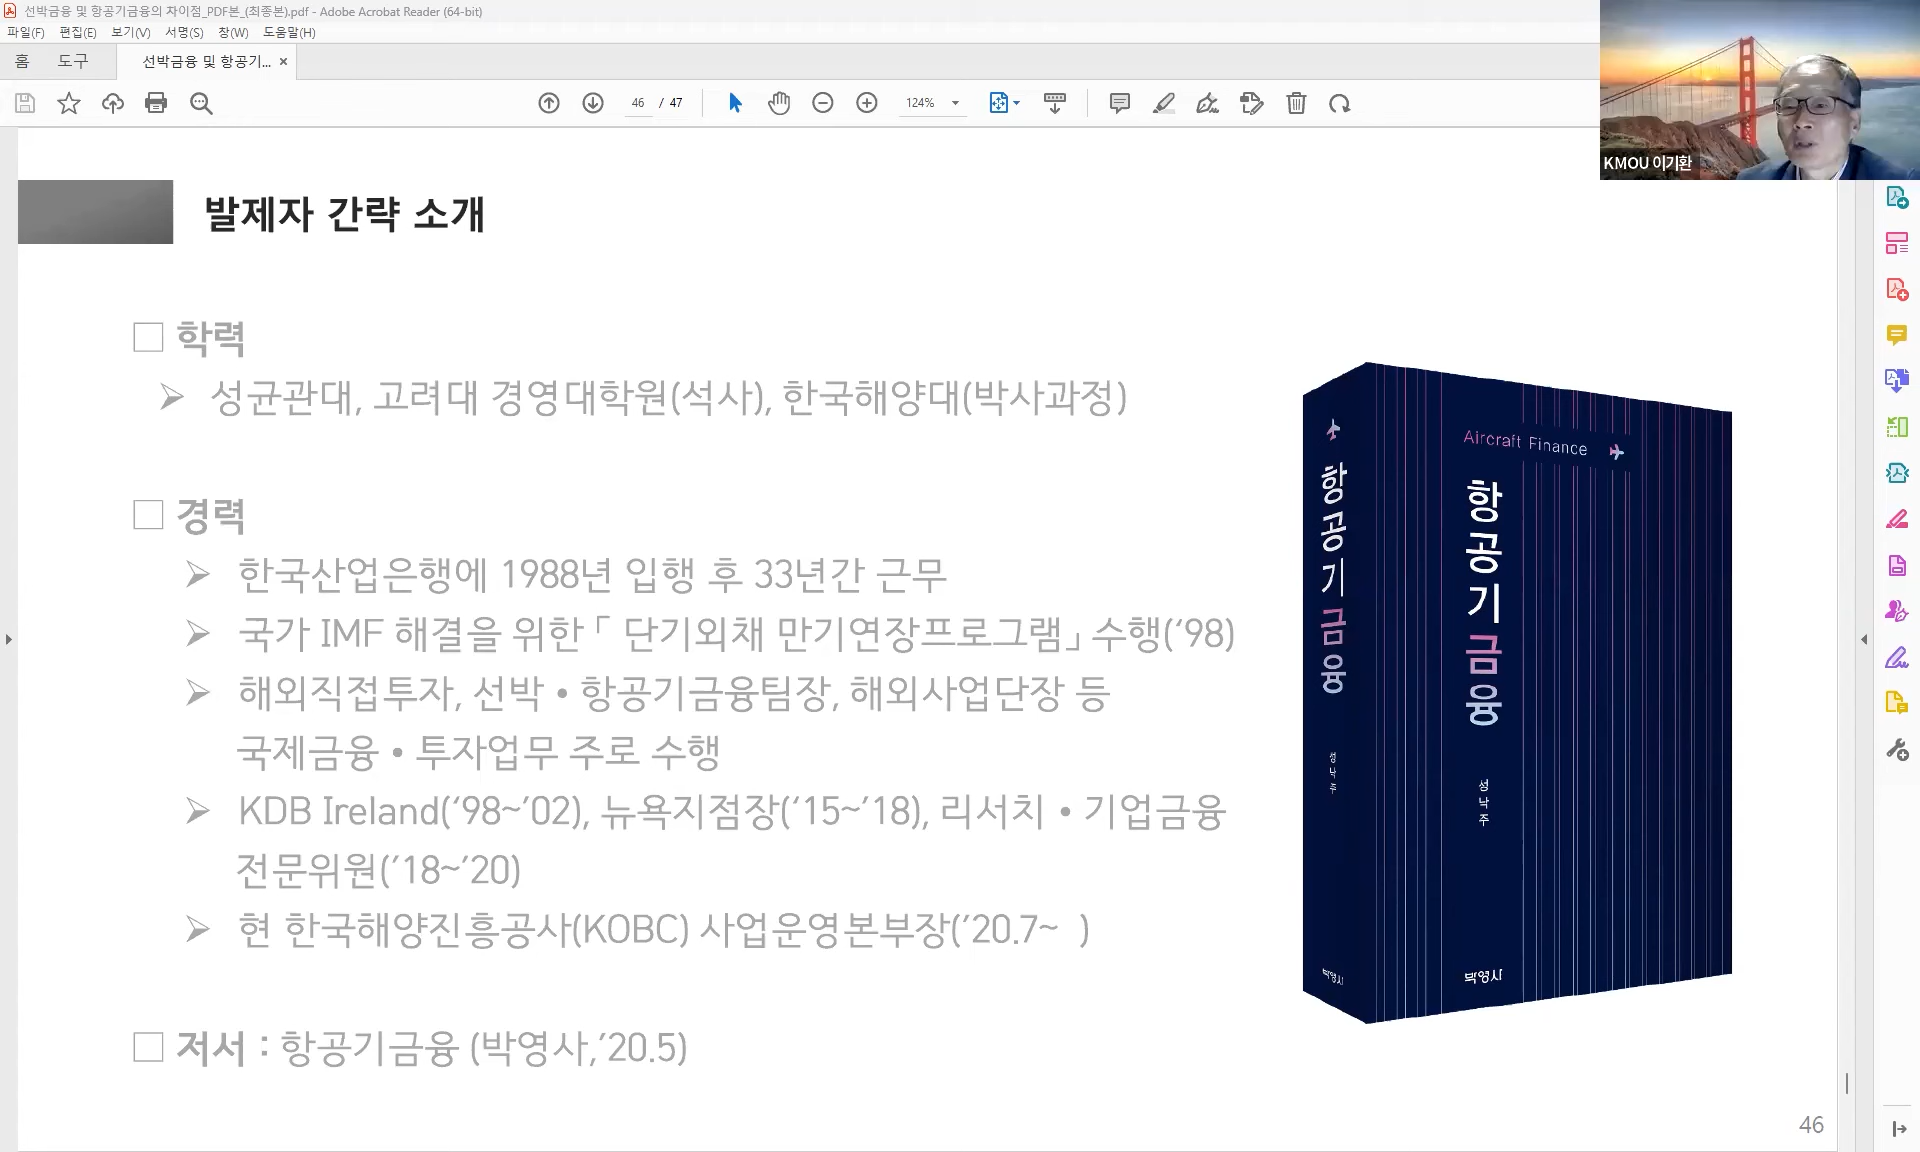 선박금융 및 항공기금융의 차이점_PDF본_(최종본).pdf - Adobe Acrobat Reader (64-bit)
파일(F) 편집(E) 보기(V) 서명(S) 창(W) 도움말(H)
홈 도구 선박금융 및 항공기... ×
46 / 47 124%
KMOU 이기환
발제자 간략 소개
□ 학력
➢ 성균관대, 고려대 경영대학원(석사), 한국해양대(박사과정)
□ 경력
➢ 한국산업은행에 1988년 입행 후 33년간 근무
➢ 국가 IMF 해결을 위한 「 단기외채 만기연장프로그램」 수행(‘98)
➢ 해외직접투자, 선박 • 항공기금융팀장, 해외사업단장 등
국제금융 • 투자업무 주로 수행
➢ KDB Ireland(‘98~’02), 뉴욕지점장(‘15~’18), 리서치 • 기업금융
전문위원(’18~’20)
➢ 현 한국해양진흥공사(KOBC) 사업운영본부장(’20.7~ )
□ 저서 : 항공기금융 (박영사,’20.5)
항공기금융
성낙주
박영사
Aircraft Finance
항공기금융
성낙주
박영사
46